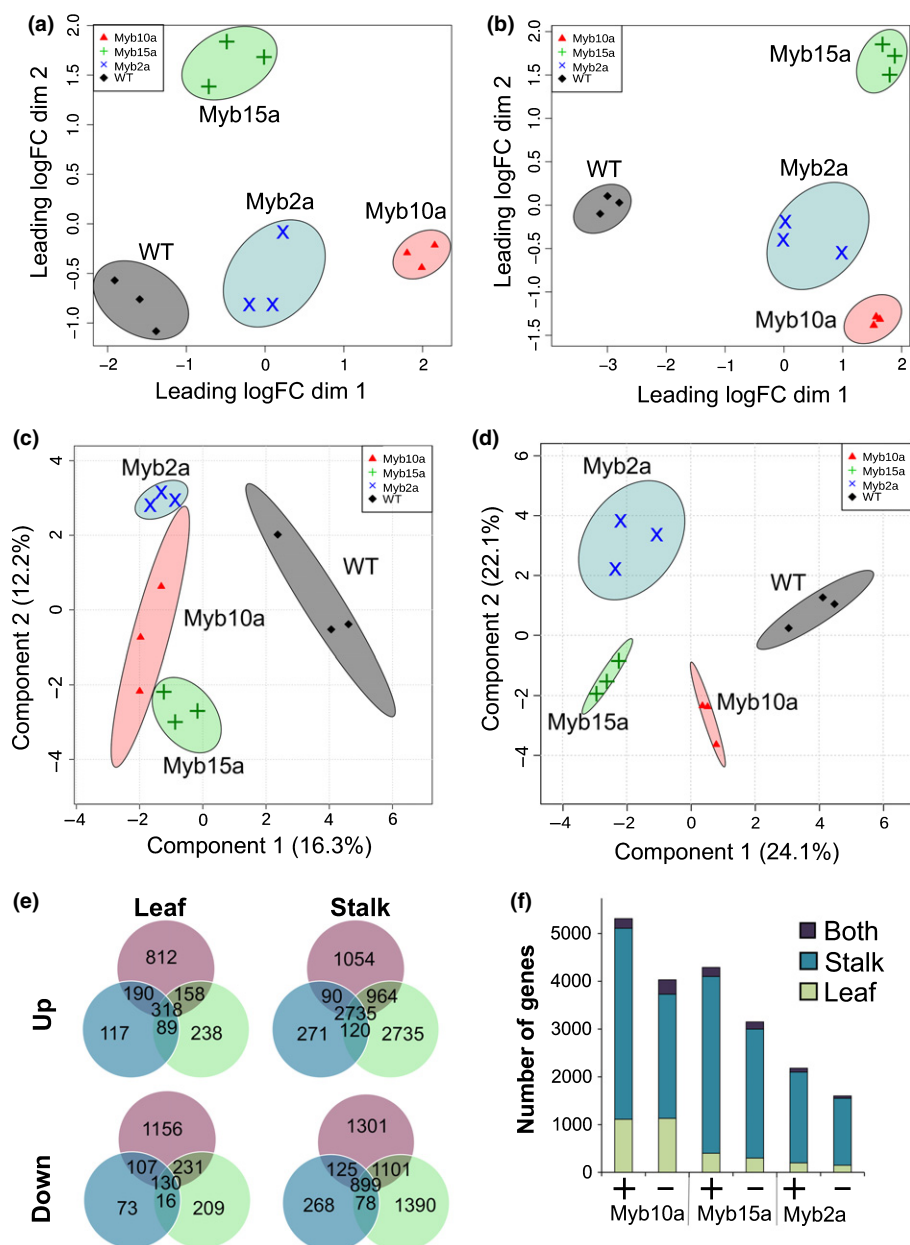 (a)
Myb10a
Myb15a
Myb2a
WT
Myb15a
Myb2a
Myb10a
WT
2.0
1.5
1.0
0.5
0.0
−0.5
−1.0
Leading logFC dim 2
−2
−1
0
1
2
Leading logFC dim 1
(b)
Myb10a
Myb15a
Myb2a
WT
Myb15a
WT
Myb2a
Myb10a
2.0
1.5
1.0
0.5
0.0
−0.5
−1.0
−1.5
Leading logFC dim 2
−3
−2
−1
0
1
2
Leading logFC dim 1
(c)
Myb10a
Myb15a
Myb2a
WT
Myb2a
WT
Myb10a
Myb15a
4
2
0
−2
−4
Component 2 (12.2%)
−4
−2
0
2
4
6
Component 1 (16.3%)
(d)
Myb10a
Myb15a
Myb2a
WT
Myb2a
WT
Myb10a
Myb15a
6
4
2
0
−2
−4
Component 2 (22.1%)
−4
−2
0
2
4
6
Component 1 (24.1%)
(e)
Leaf
Stalk
Up
812
190
158
318
117
89
238
1054
90
964
2735
271
120
2735
Down
1156
107
231
130
73
16
209
1301
125
1101
899
268
78
1390
(f)
Both
Stalk
Leaf
Number of genes
5000
4000
3000
2000
1000
0
+ − + − + −
Myb10a Myb15a Myb2a